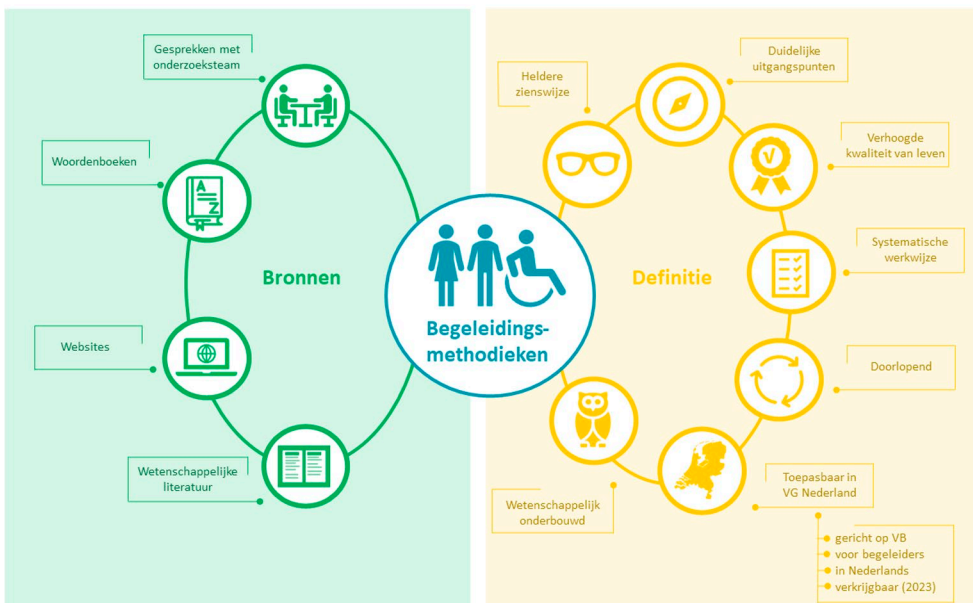 Gesprekken met
onderzoeksteam
Woordenboeken
A
Z
Bronnen
Websites
Wetenschappelijke
literatuur
Begeleidings-
methodieken
Heldere
zienswijze
Duidelijke
uitgangspunten
Verhoogde
kwaliteit van leven
Systematische
werkwijze
Definitie
Doorlopend
Toepasbaar in
VG Nederland
gericht op VB
voor begeleiders
in Nederlands
verkrijgbaar (2023)
Wetenschappelijk
onderbouwd